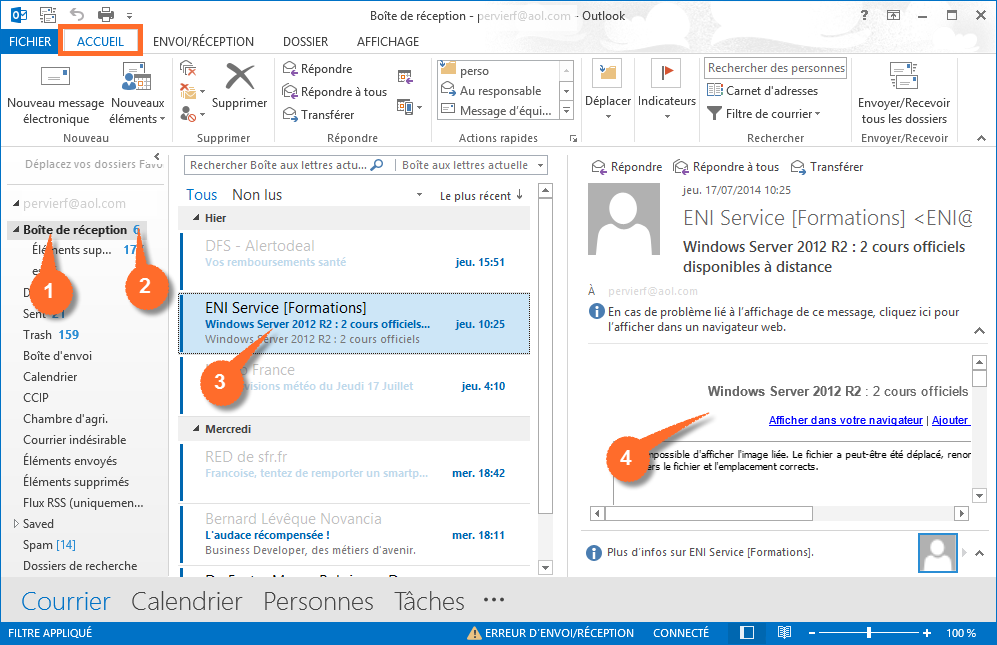 Boîte de réception - pervierf@aol.com - Outlook
FICHIER
ACCUEIL
ENVOI/RÉCEPTION
DOSSIER
AFFICHAGE
Nouveau message électronique
Nouveaux éléments
Nouveau
Supprimer
Supprimer
Répondre
Répondre à tous
Transférer
Répondre
perso
Au responsable
Message d'équi...
Actions rapides
Déplacer
Indicateurs
Rechercher des personnes
Carnet d'adresses
Filtre de courrier
Rechercher
Envoyer/Recevoir tous les dossiers
Envoyer/Recevoir
Déplacez vos dossiers Favo
pervierf@aol.com
Boîte de réception 6
Éléments sup... 17
Sent 21
Trash 159
Boîte d'envoi
Calendrier
CCIP
Chambre d'agri.
Courrier indésirable
Éléments envoyés
Éléments supprimés
Flux RSS (uniquemen...
Saved
Spam [14]
Dossiers de recherche
1
2
Rechercher Boîte aux lettres actu...
Boîte aux lettres actuelle
Tous Non lus
Le plus récent
Hier
DFS - Alertodeal
Vos remboursements santé jeu. 15:51
ENI Service [Formations]
Windows Server 2012 R2 : 2 cours officiels... jeu. 10:25
Windows Server 2012 R2 : 2 cours officiels
3
France
visions météo du Jeudi 17 Juillet jeu. 4:10
Mercredi
RED de sfr.fr
Francoise, tentez de remporter un smartp... mer. 18:42
Bernard Lévêque Novancia
L'audace récompensée ! mer. 18:11
Business Developer, des métiers d'avenir.
Répondre
Répondre à tous
Transférer
jeu. 17/07/2014 10:25
ENI Service [Formations] <ENI@
Windows Server 2012 R2 : 2 cours officiels
disponibles à distance
À pervierf@aol.com
En cas de problème lié à l'affichage de ce message, cliquez ici pour
l'afficher dans un navigateur web.
Windows Server 2012 R2 : 2 cours officiels
Afficher dans votre navigateur | Ajouter
4
mpossible d'afficher l'image liée. Le fichier a peut-être été déplacé, renom
ers le fichier et l'emplacement corrects.
Plus d'infos sur ENI Service [Formations].
Courrier Calendrier Personnes Tâches ...
FILTRE APPLIQUÉ
ERREUR D'ENVOI/RÉCEPTION
CONNECTÉ
100 %